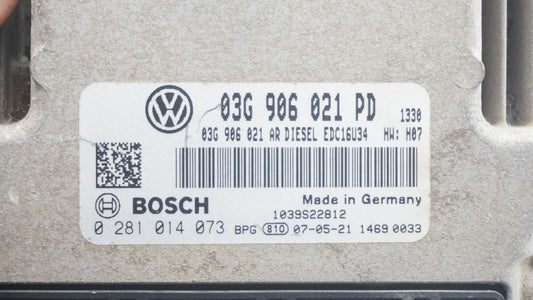 03G 906 021 PD 1330
03G 906 021 AR DIESEL EDC16U34 HW: H07
Made in Germany
BOSCH
1039S22812
0 281 014 073 BPG 810 07-05-21 1469 0033